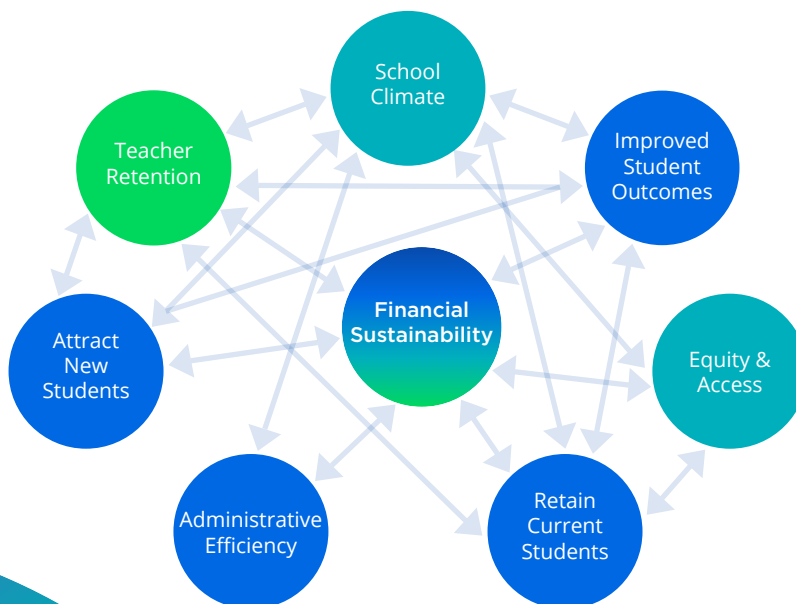 School
Climate
Teacher
Retention
Improved
Student
Outcomes
Financial
Sustainability
Attract
New
Students
Equity &
Access
Administrative
Efficiency
Retain
Current
Students